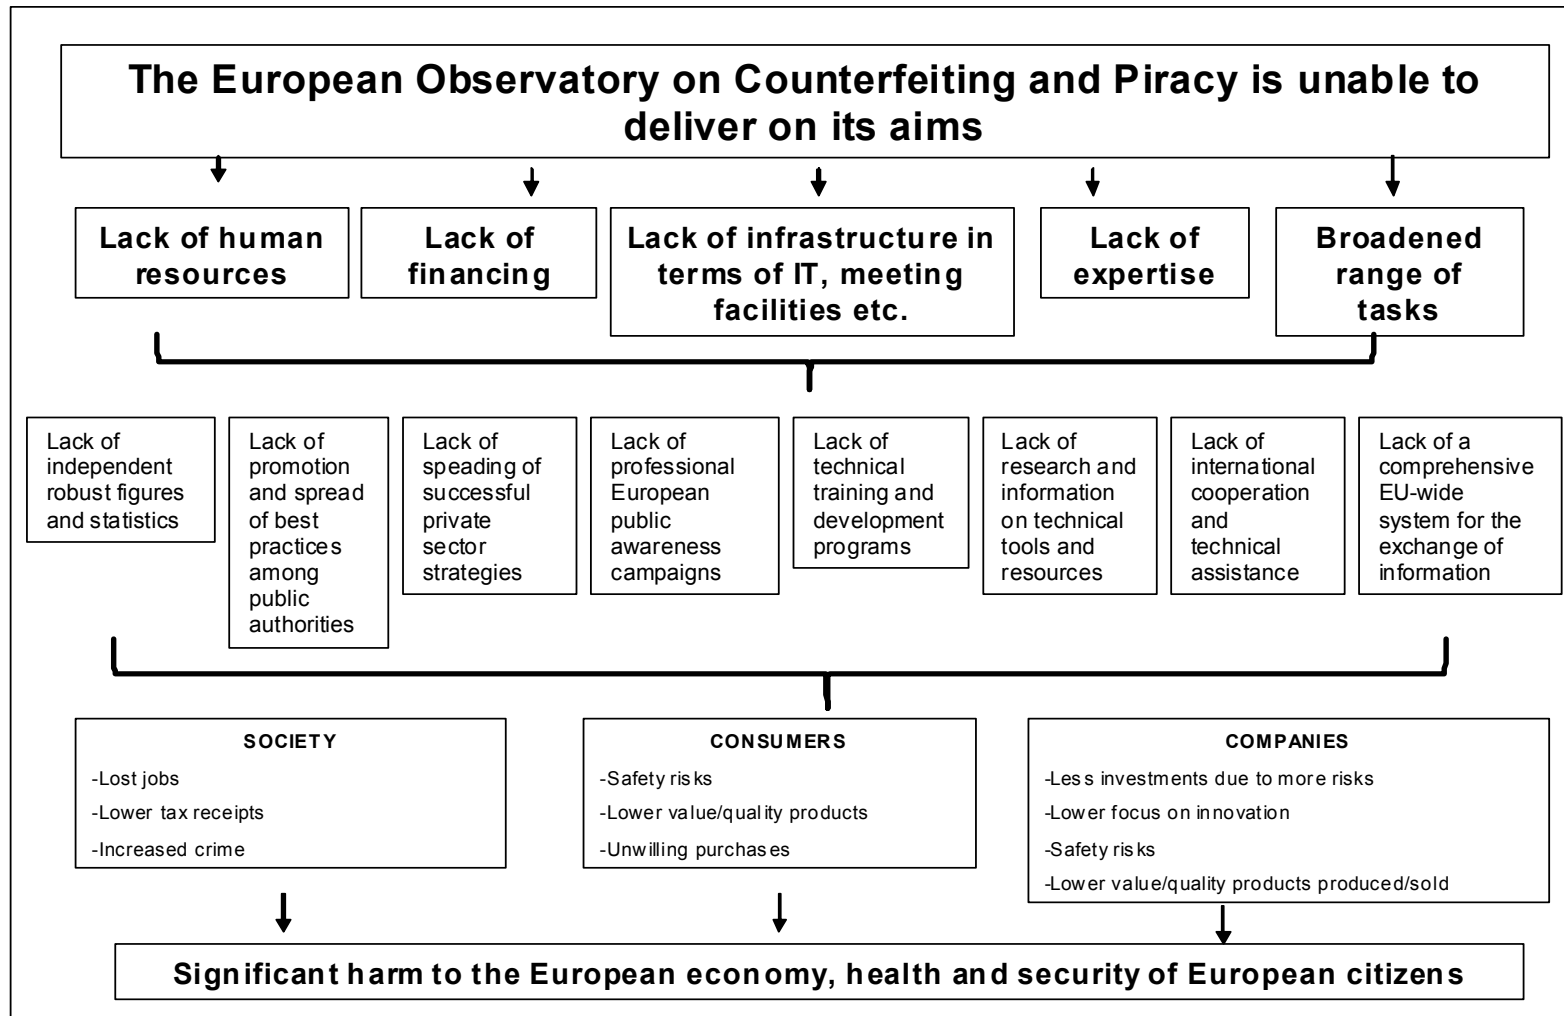 The European Observatory on Counterfeiting and Piracy is unable to
deliver on its aims
Lack of human
resources
Lack of
financing
Lack of infrastructure in
terms of IT, meeting
facilities etc.
Lack of
expertise
Broadened
range of
tasks
Lack of
independent
robust figures
and statistics
Lack of
promotion
and spread
of best
practices
among
public
authorities
Lack of
speading of
successful
private
sector
strategies
Lack of
professional
European
public
awareness
campaigns
Lack of
technical
training and
development
programs
Lack of
research and
information
on technical
tools and
resources
Lack of
international
cooperation
and
technical
assistance
Lack of a
comprehensive
EU-wide
system for the
exchange of
information
SOCIETY
-Lost jobs
-Lower tax receipts
-Increased crime
CONSUMERS
-Safety risks
-Lower value/quality products
-Unwilling purchases
COMPANIES
-Less investments due to more risks
-Lower focus on innovation
-Safety risks
-Lower value/quality products produced/sold
Significant harm to the European economy, health and security of European citizens